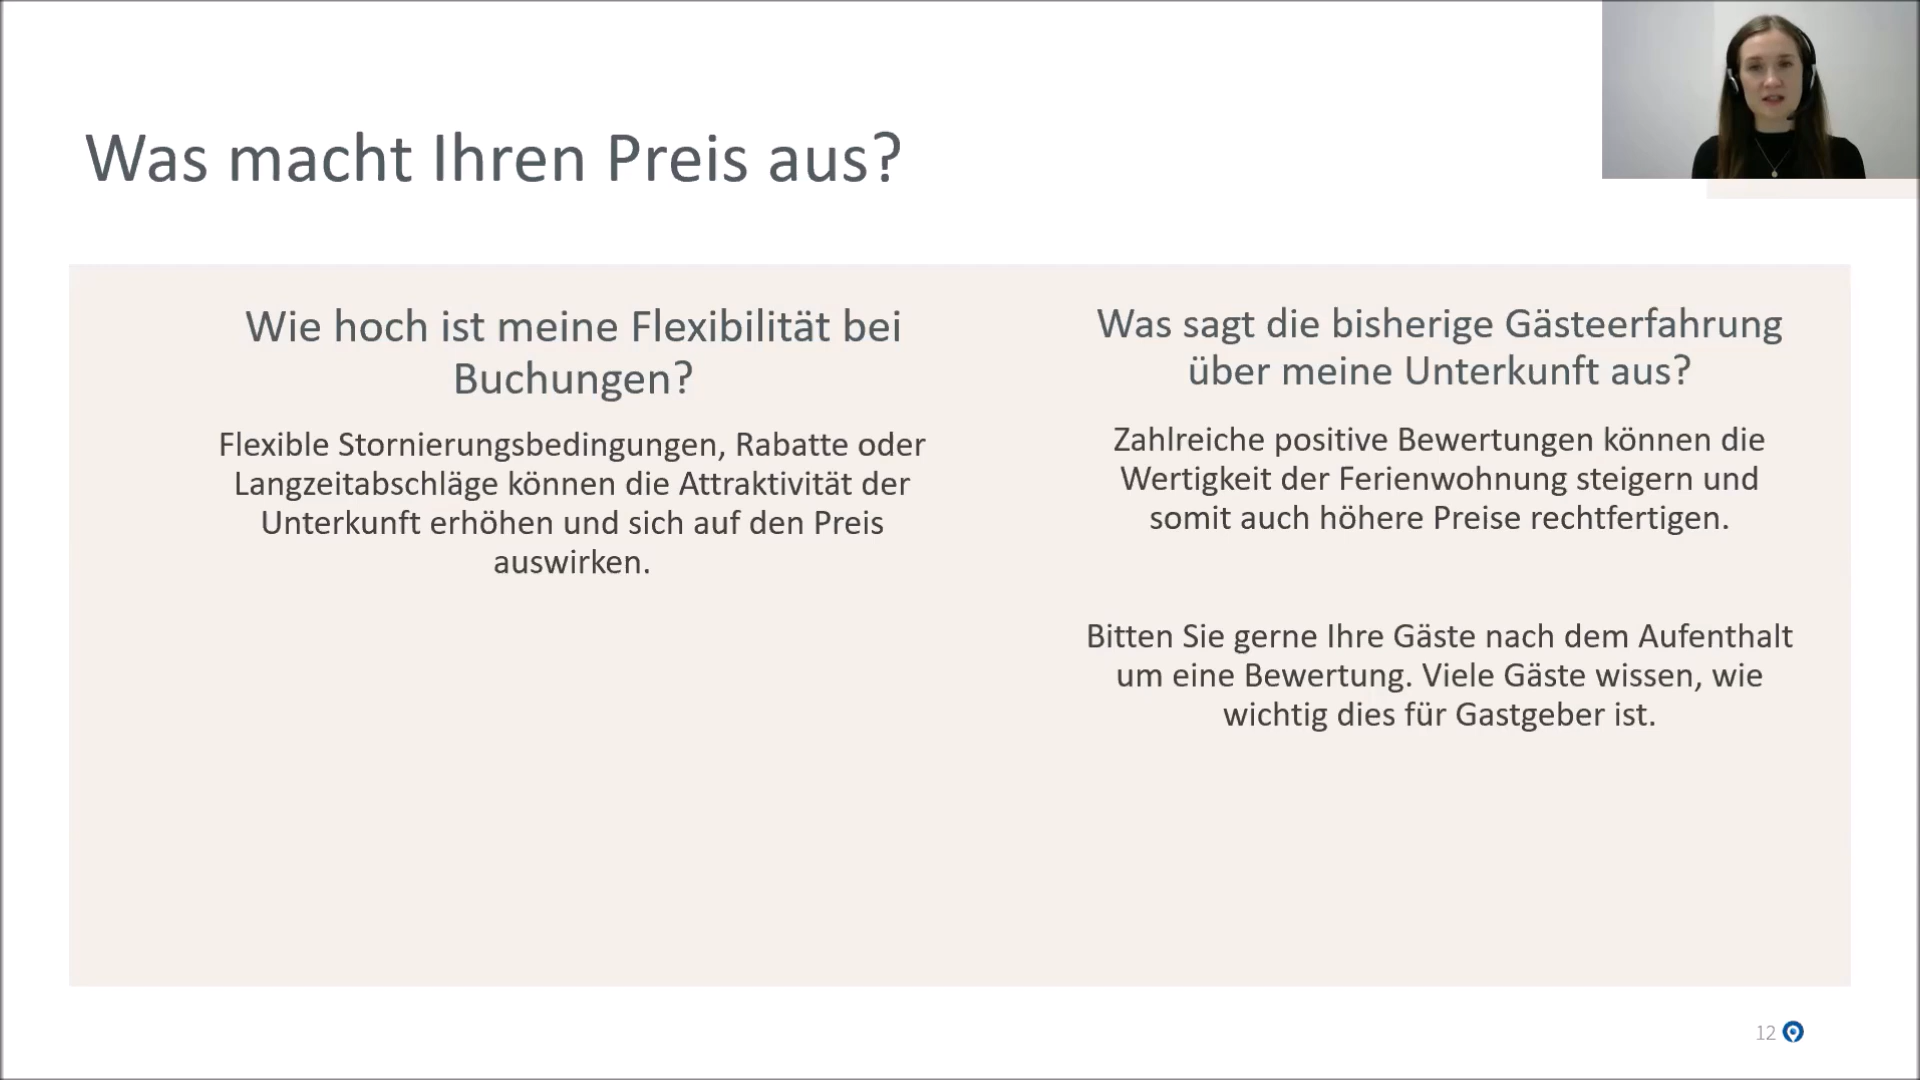 Was macht Ihren Preis aus?
Wie hoch ist meine Flexibilität bei
Buchungen?
Flexible Stornierungsbedingungen, Rabatte oder
Langzeitabschläge können die Attraktivität der
Unterkunft erhöhen und sich auf den Preis
auswirken.
Was sagt die bisherige Gästeerfahrung
über meine Unterkunft aus?
Zahlreiche positive Bewertungen können die
Wertigkeit der Ferienwohnung steigern und
somit auch höhere Preise rechtfertigen.
Bitten Sie gerne Ihre Gäste nach dem Aufenthalt
um eine Bewertung. Viele Gäste wissen, wie
wichtig dies für Gastgeber ist.
12